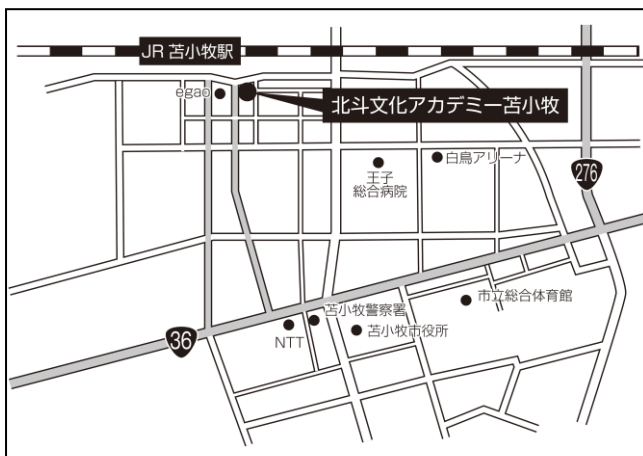 JR 苫小牧駅
egao
北斗文化アカデミー苫小牧
王子
総合病院
白鳥アリーナ
276
市立総合体育館
苫小牧警察署
苫小牧市役所
NTT
36